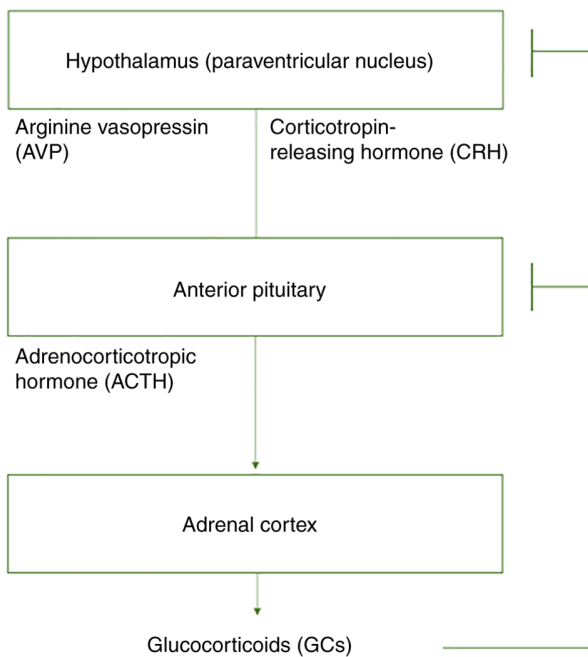 Hypothalamus (paraventricular nucleus)
Arginine vasopressin
(AVP)
Corticotropin-
releasing hormone (CRH)
Anterior pituitary
Adrenocorticotropic
hormone (ACTH)
Adrenal cortex
Glucocorticoids (GCs)